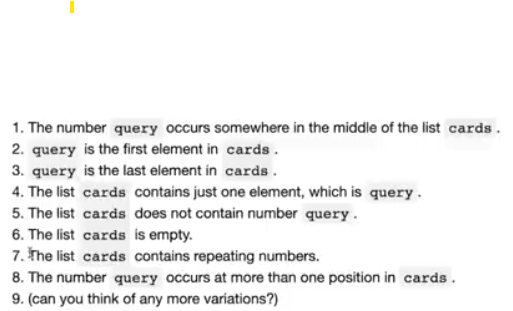 1. The number query occurs somewhere in the middle of the list cards .
2. query is the first element in cards .
3. query is the last element in cards .
4. The list cards contains just one element, which is query .
5. The list cards does not contain number query .
6. The list cards is empty.
7. The list cards contains repeating numbers.
8. The number query occurs at more than one position in cards .
9. (can you think of any more variations?)